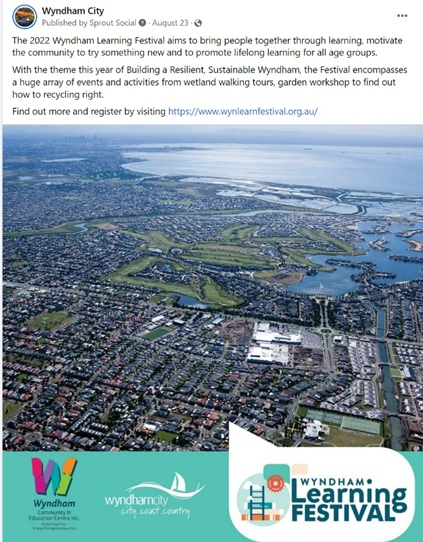 Wyndham City
Published by Sprout Social · August 23 ·
The 2022 Wyndham Learning Festival aims to bring people together through learning, motivate
the community to try something new and to promote lifelong learning for all age groups.
With the theme this year of Building a Resilient, Sustainable Wyndham, the Festival encompasses
a huge array of events and activities from wetland walking tours, garden workshop to find out
how to recycling right.
Find out more and register by visiting https://www.wynlearnfestival.org.au/
Wyndham
Community &
Education Centre Inc.
wyndhamcity
city. coast. country
WYNDHAM
Learning
FESTIVAL